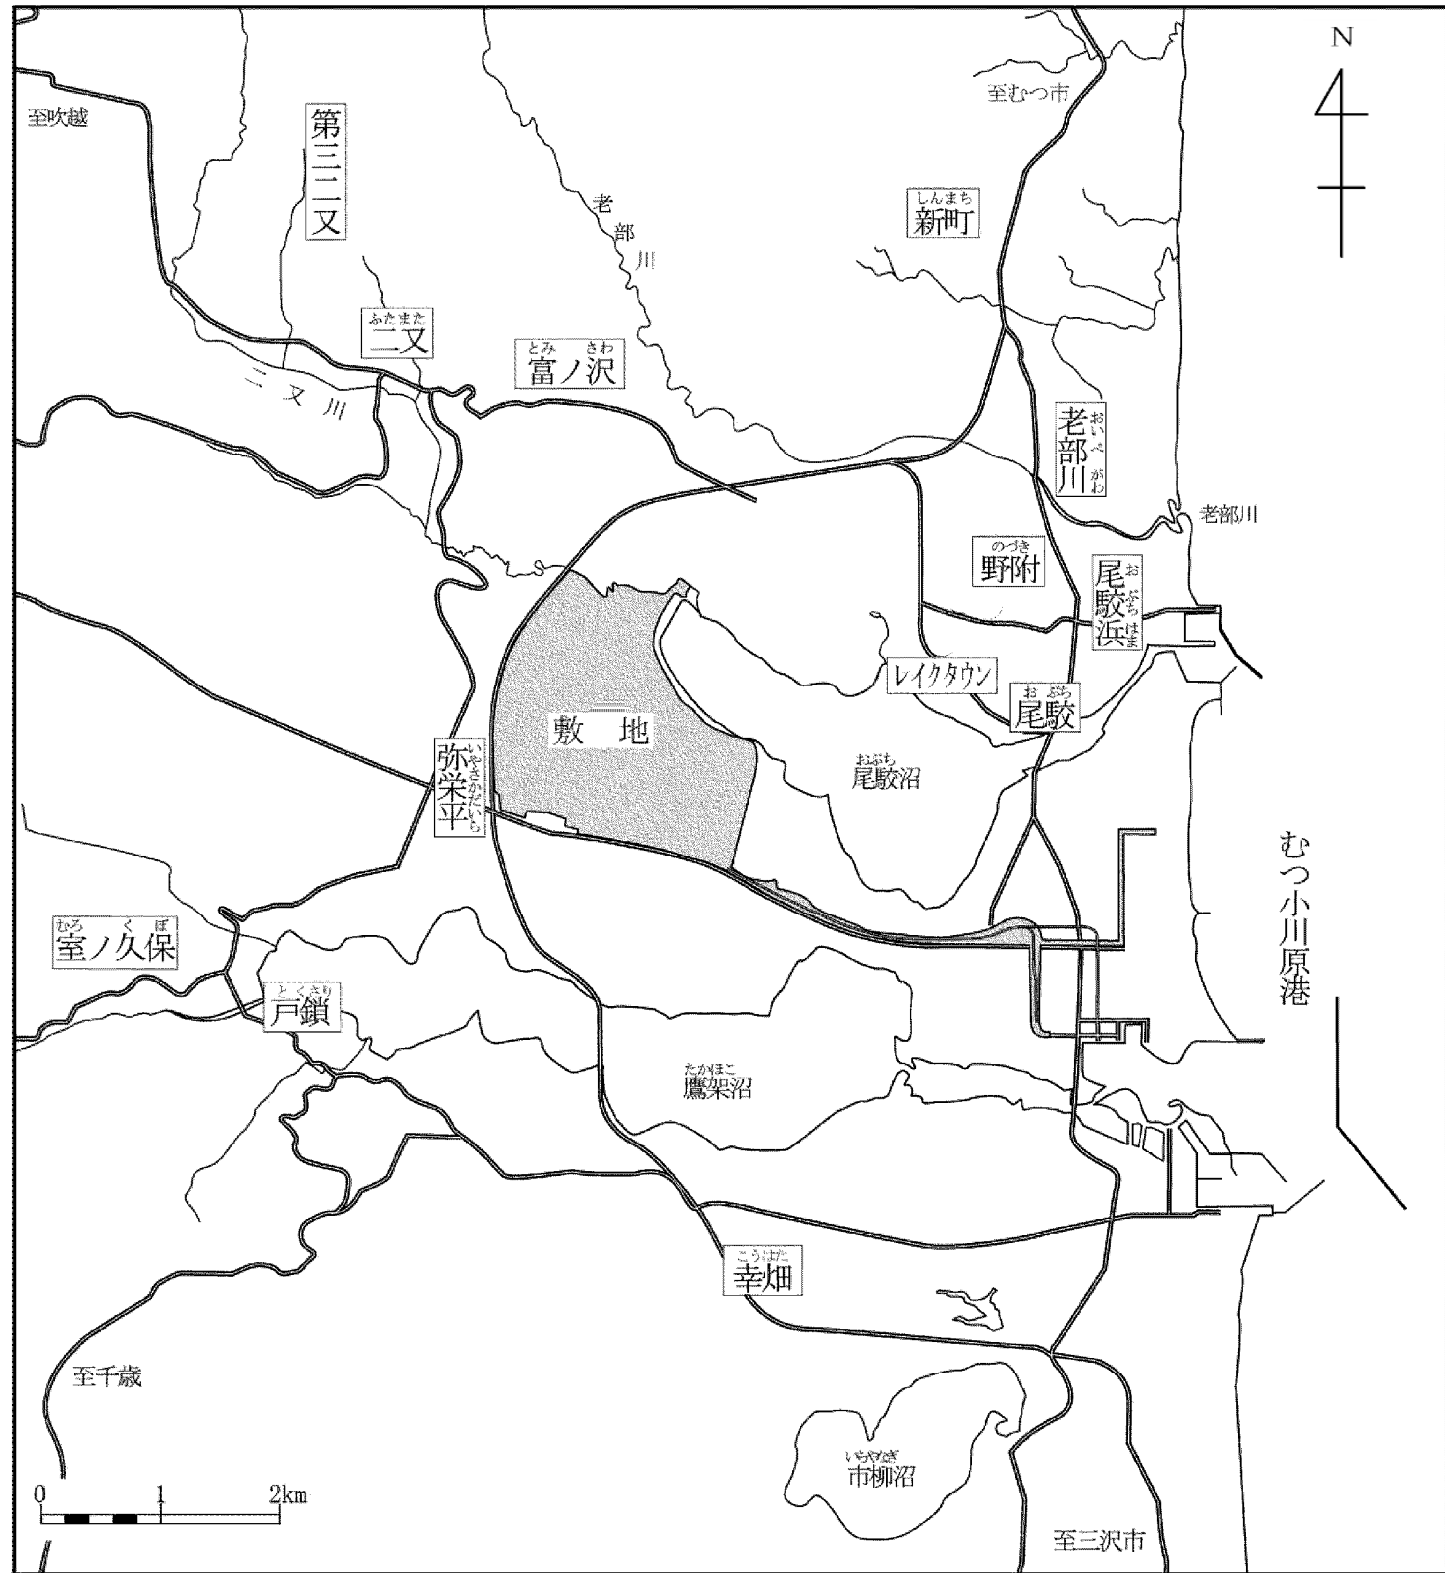 N
至むつ市
至吹越
第三二又
老部川
しんまち
新町
ふたまた
二又
とみ さわ
富ノ沢
二又川
おいべがわ
老部川
老部川
のづき
野附
おぶちはま
尾駮浜
レイクタウン
お ぶち
尾駮
敷 地
いやさかだいら
弥栄平
おぶち
尾駮沼
むつ小川原港
むろ く ぼ
室ノ久保
と くさり
戸鎖
たかほこ
鷹架沼
こうはた
幸畑
至千歳
いちやなぎ
市柳沼
0 1 2km
至三沢市